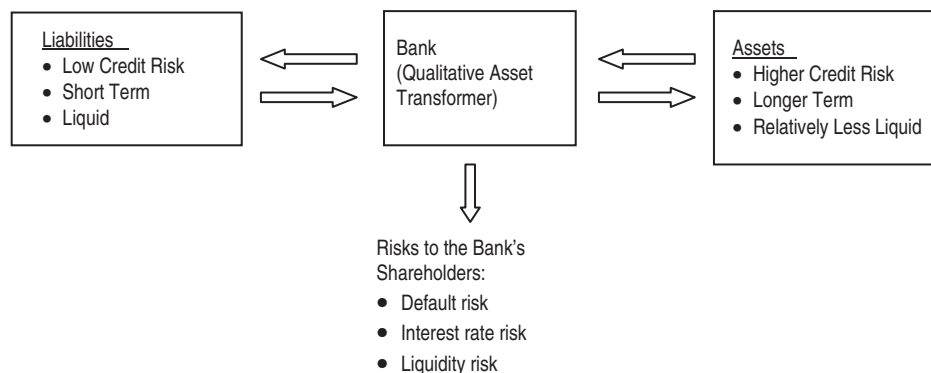 Liabilities
• Low Credit Risk
• Short Term
• Liquid
Bank
(Qualitative Asset
Transformer)
Assets
• Higher Credit Risk
• Longer Term
• Relatively Less Liquid
Risks to the Bank's
Shareholders:
• Default risk
• Interest rate risk
• Liquidity risk